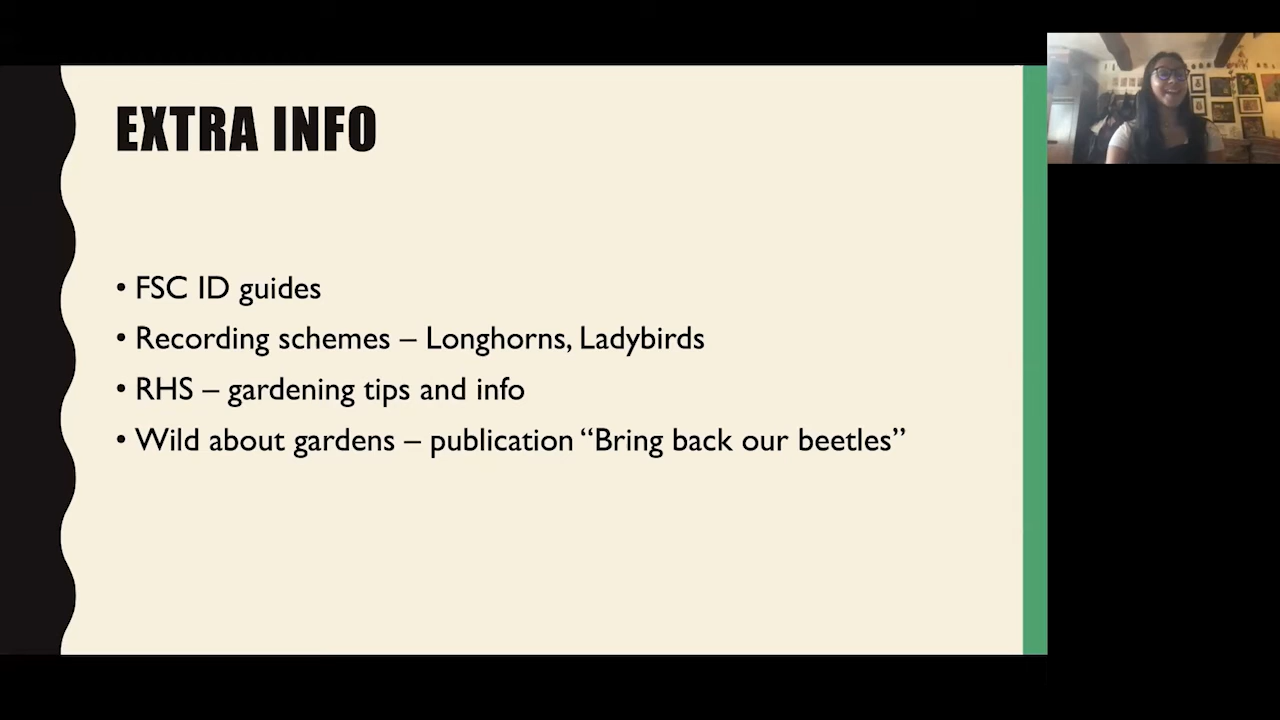 EXTRA INFO
• FSC ID guides
• Recording schemes – Longhorns, Ladybirds
• RHS – gardening tips and info
• Wild about gardens – publication “Bring back our beetles”